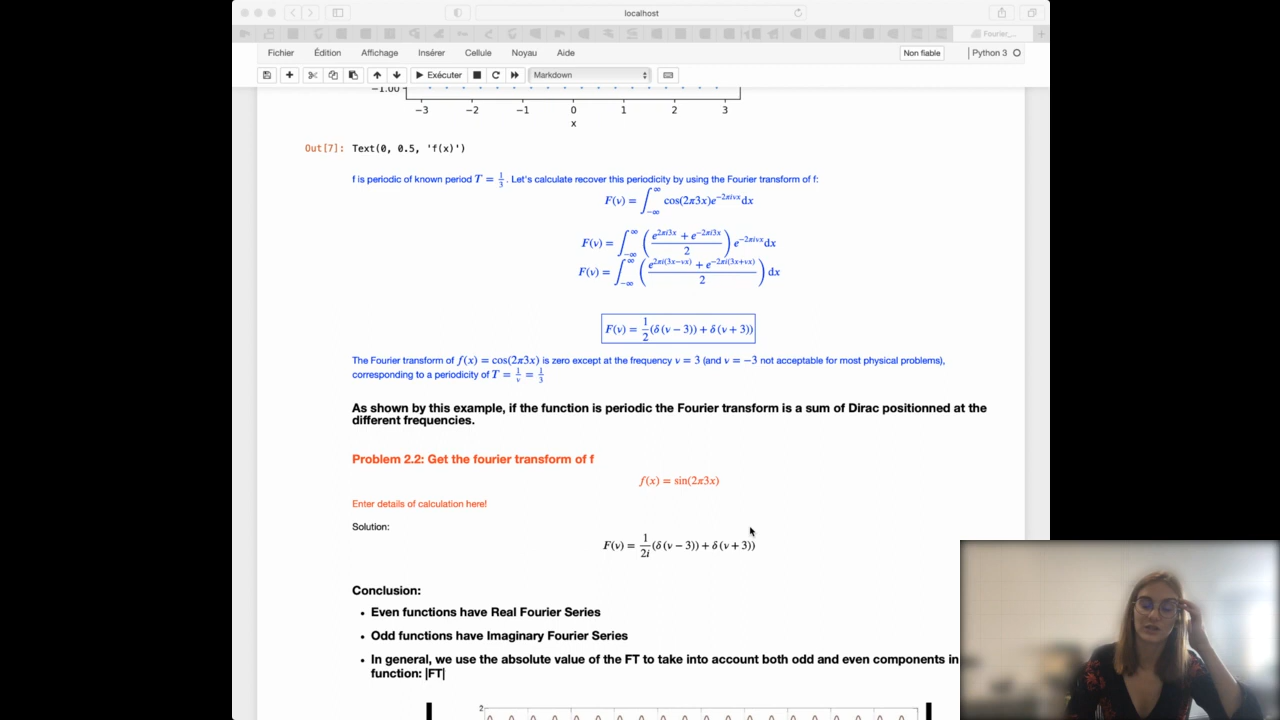 localhost
Fourier_...
Fichier Édition Affichage Insérer Cellule Noyau Aide Non fiable Python 3
Exécuter Markdown
−1.00
−3 −2 −1 0 1 2 3
x
Out[7]: Text(0, 0.5, 'f(x)')
f is periodic of known period T = 1/3. Let's calculate recover this periodicity by using the Fourier transform of f:
F(ν) = ∫_{−∞}^{∞} cos(2π3x)e^{−2πiνx}dx
F(ν) = ∫_{−∞}^{∞} ((e^{2πi3x} + e^{−2πi3x})/2) e^{−2πiνx}dx
F(ν) = ∫_{−∞}^{∞} ((e^{2πi(3x−νx)} + e^{−2πi(3x+νx)})/2) dx
F(ν) = 1/2(δ(ν − 3)) + δ(ν + 3))
The Fourier transform of f(x) = cos(2π3x) is zero except at the frequency ν = 3 (and ν = −3 not acceptable for most physical problems),
corresponding to a periodicity of T = 1/ν = 1/3
As shown by this example, if the function is periodic the Fourier transform is a sum of Dirac positionned at the
different frequencies.
Problem 2.2: Get the fourier transform of f
f(x) = sin(2π3x)
Enter details of calculation here!
Solution:
F(ν) = 1/2i(δ(ν − 3)) + δ(ν + 3))
Conclusion:
• Even functions have Real Fourier Series
• Odd functions have Imaginary Fourier Series
• In general, we use the absolute value of the FT to take into account both odd and even components in
function: |FT|
2